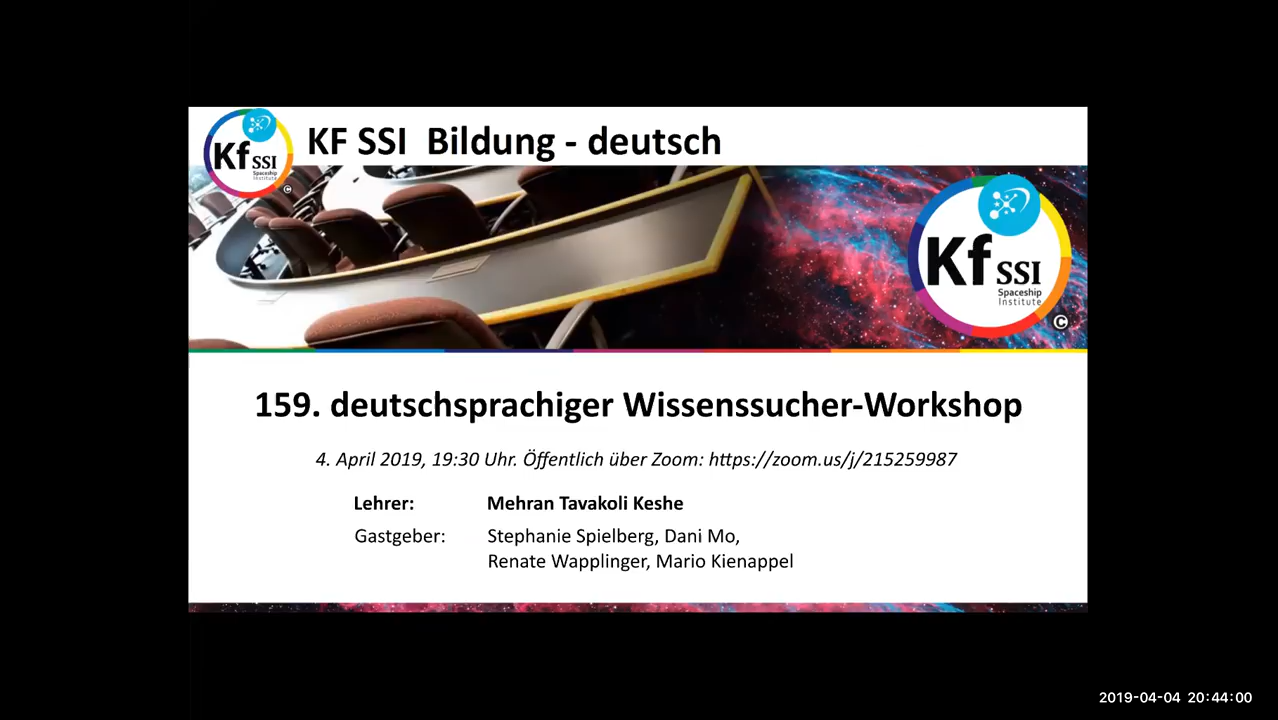 Kf SSI
Spaceship
Institute
©
KF SSI Bildung - deutsch
Kf SSI
Spaceship
Institute
©
159. deutschsprachiger Wissenssucher-Workshop
4. April 2019, 19:30 Uhr. Öffentlich über Zoom: https://zoom.us/j/215259987
Lehrer: Mehran Tavakoli Keshe
Gastgeber: Stephanie Spielberg, Dani Mo,
Renate Wapplinger, Mario Kienappel
2019-04-04 20:44:00